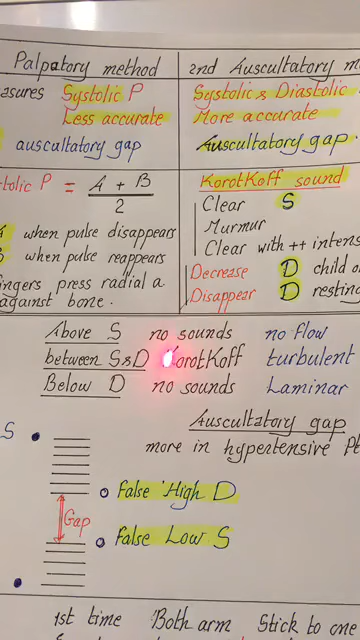 Palpatory method
asures Systolic P
Less accurate
auscultatory gap
2nd Auscultatory m
Systolic & Diastolic
More accurate
Auscultatory gap.
tolic P = A + B
2
A when pulse disappears
B when pulse reappears
ingers press radial a
against bone.
KorotKoff sound
Clear S
Murmur
Clear with ++ intens
Decrease D child o
Disappear D restin
Above S no sounds no flow
between S&D KorotKoff turbulent
Below D no sounds Laminar
Auscultatory gap
more in hypertensive Pt
S
False High D
Gap
False Low S
1st time Both arm Stick to one